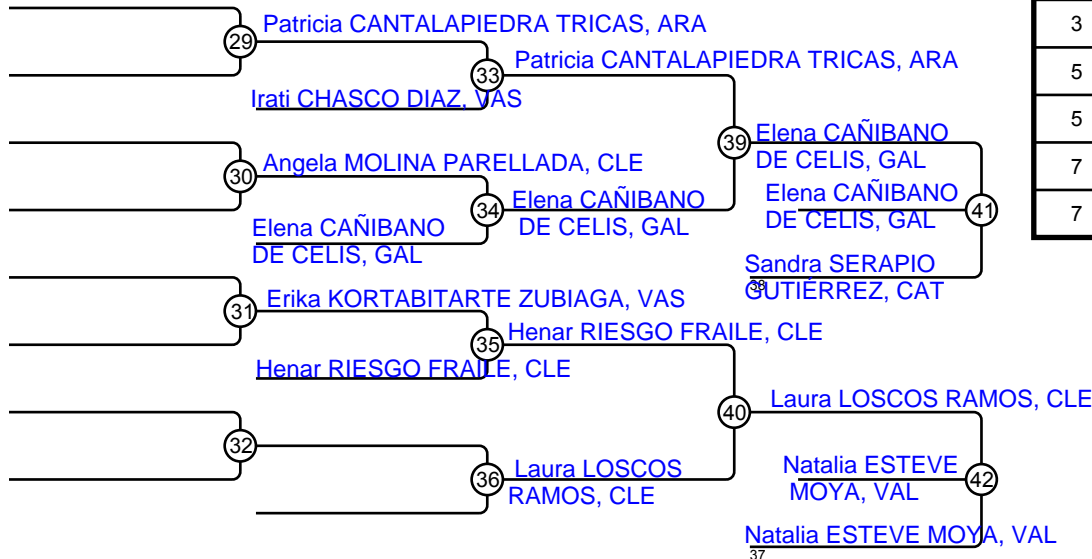 Patricia CANTALAPIEDRA TRICAS, ARA
29
3
Patricia CANTALAPIEDRA TRICAS, ARA
33
5
Irati CHASCO DIAZ, VAS
5
39
Elena CAÑIBANO
DE CELIS, GAL
Angela MOLINA PARELLADA, CLE
30
7
Elena CAÑIBANO
DE CELIS, GAL
34
Elena CAÑIBANO
DE CELIS, GAL
41
7
Elena CAÑIBANO
DE CELIS, GAL
Sandra SERAPIO
GUTIÉRREZ, CAT
38
Erika KORTABITARTE ZUBIAGA, VAS
31
Henar RIESGO FRAILE, CLE
35
Henar RIESGO FRAILE, CLE
Laura LOSCOS RAMOS, CLE
40
32
Laura LOSCOS
RAMOS, CLE
36
Natalia ESTEVE
MOYA, VAL
42
Natalia ESTEVE MOYA, VAL
37